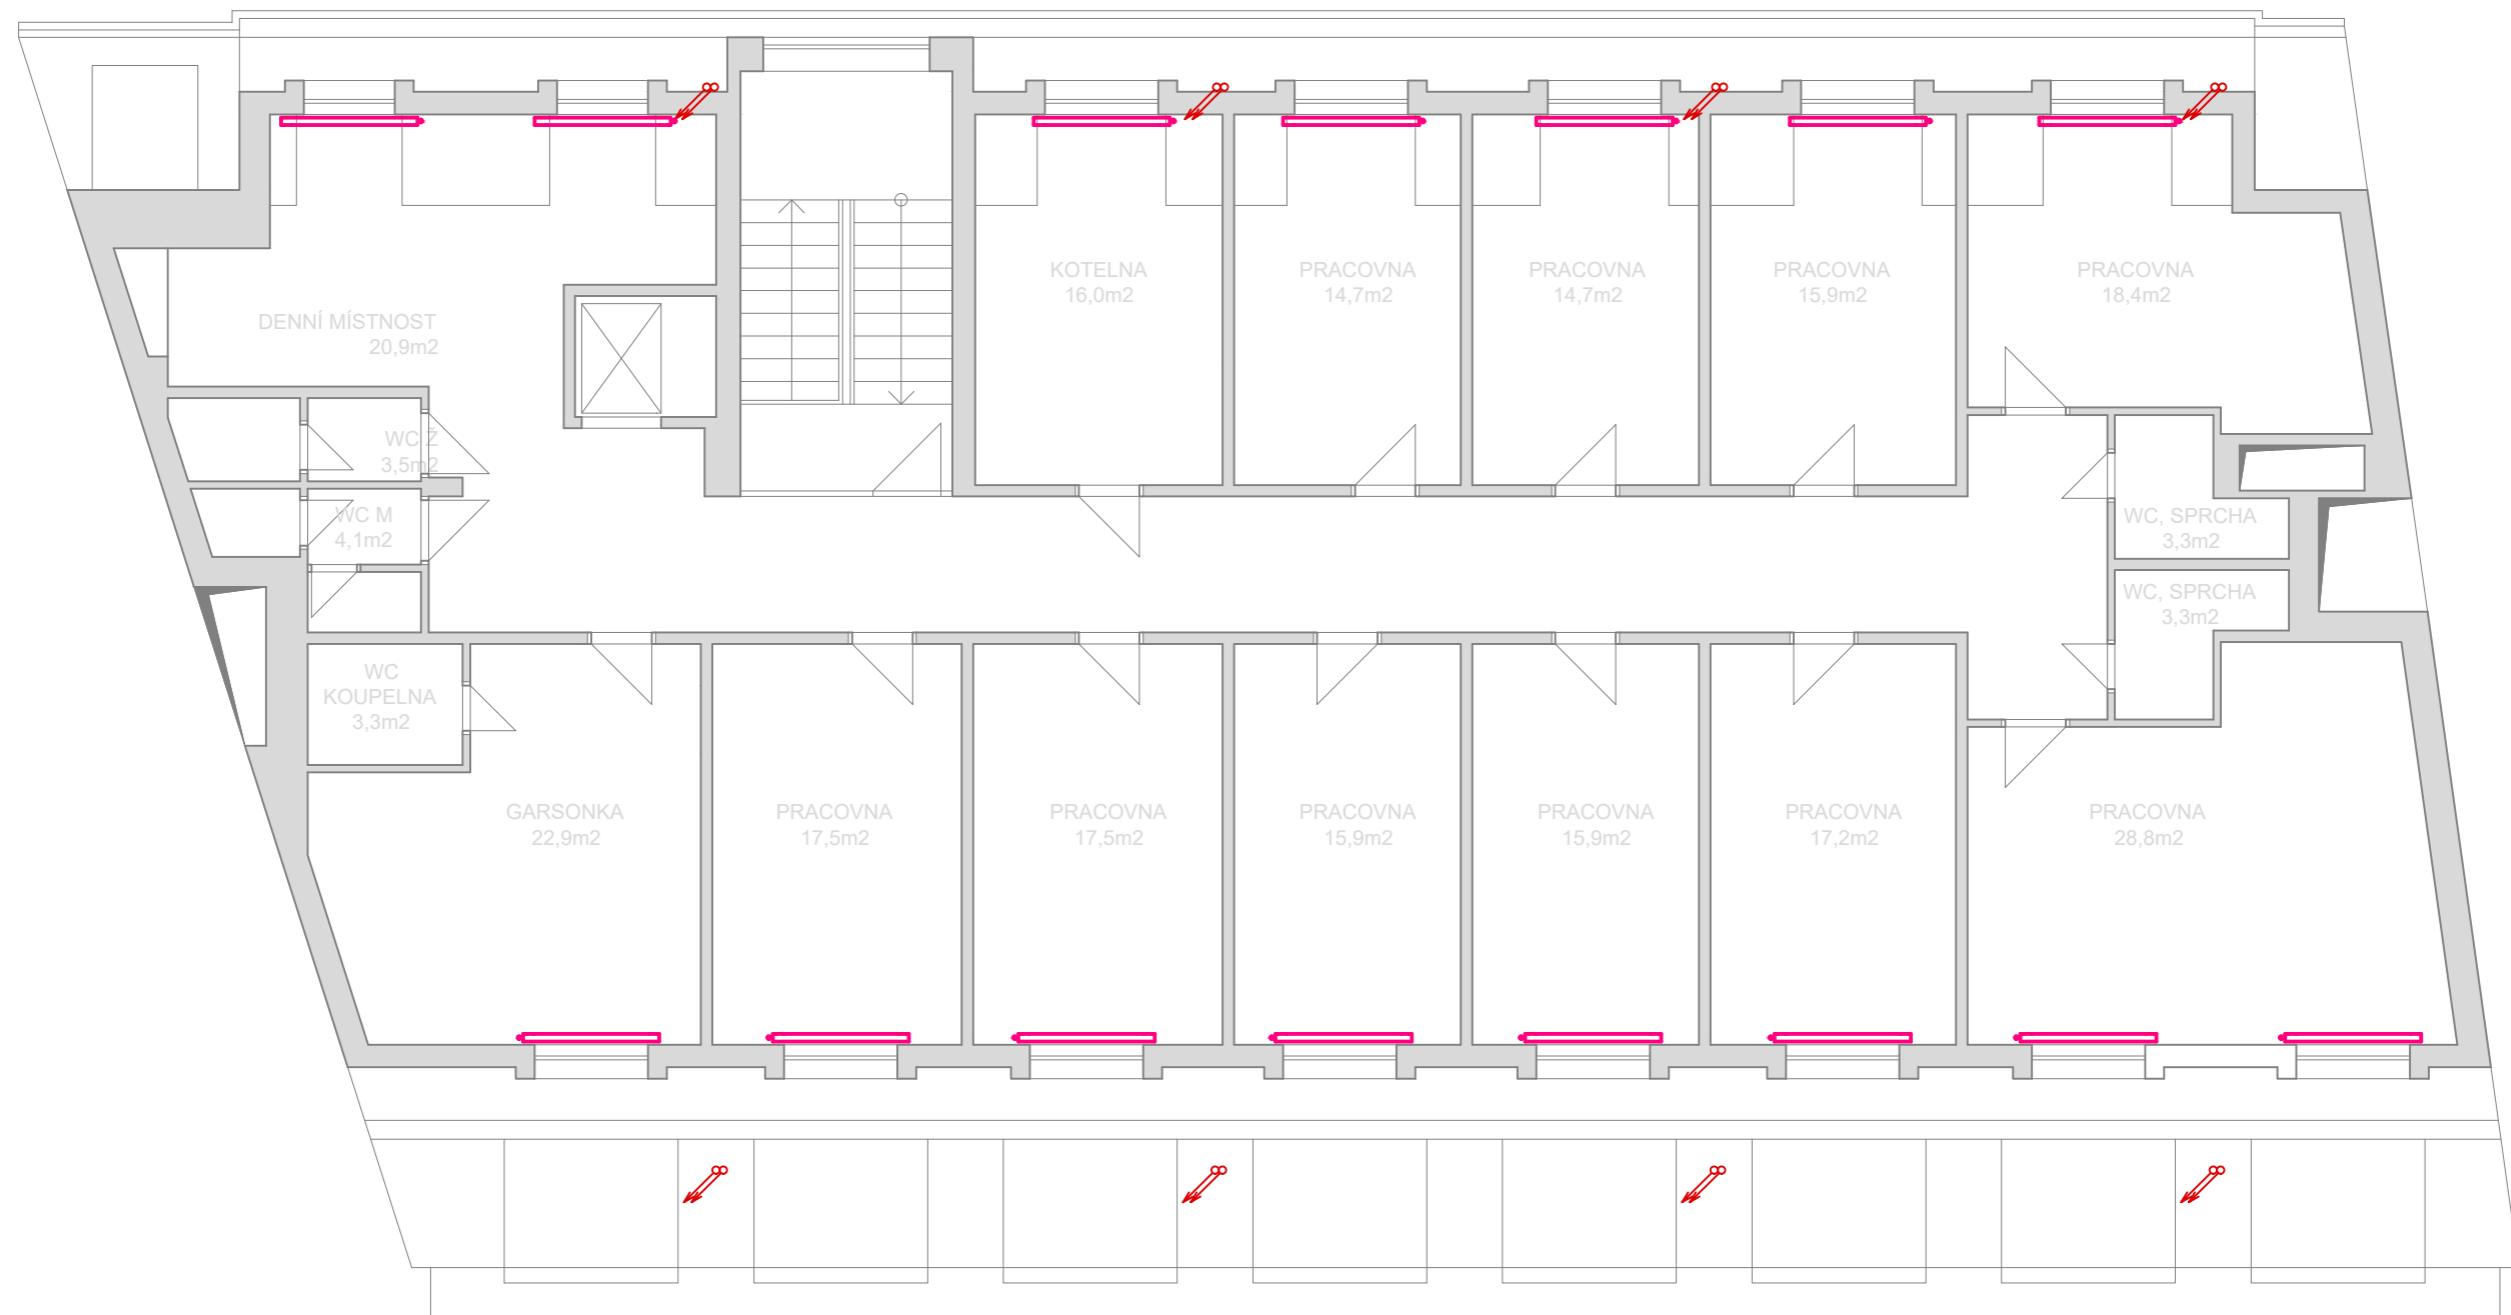 KOTELNA
16,0m2
PRACOVNA
14,7m2
PRACOVNA
14,7m2
PRACOVNA
15,9m2
PRACOVNA
18,4m2
DENNÍ MÍSTNOST
20,9m2
WC Ž
3,5m2
WC M
4,1m2
WC, SPRCHA
3,3m2
WC, SPRCHA
3,3m2
WC
KOUPELNA
3,3m2
GARSONKA
22,9m2
PRACOVNA
17,5m2
PRACOVNA
17,5m2
PRACOVNA
15,9m2
PRACOVNA
15,9m2
PRACOVNA
17,2m2
PRACOVNA
28,8m2